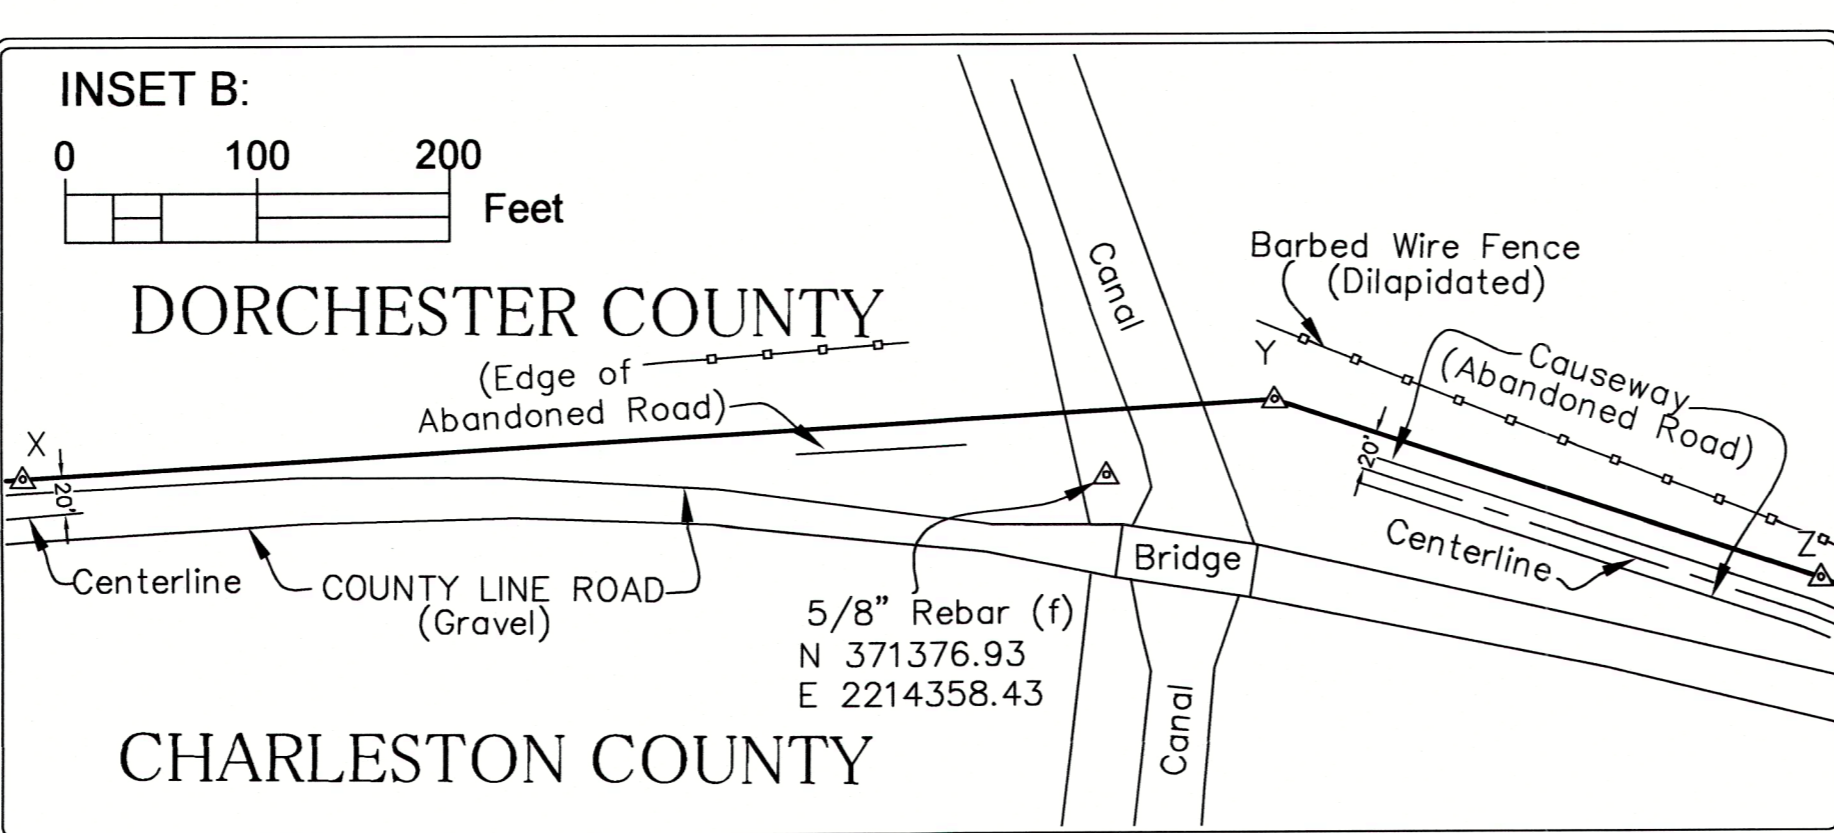 INSET B:
0 100 200
Feet
DORCHESTER COUNTY
(Edge of
Abandoned Road)
Canal
Barbed Wire Fence
(Dilapidated)
Y
Causeway
(Abandoned Road)
X
20'
20'
Z
Centerline
Centerline
COUNTY LINE ROAD
(Gravel)
Bridge
5/8" Rebar (f)
N 371376.93
E 2214358.43
Canal
CHARLESTON COUNTY